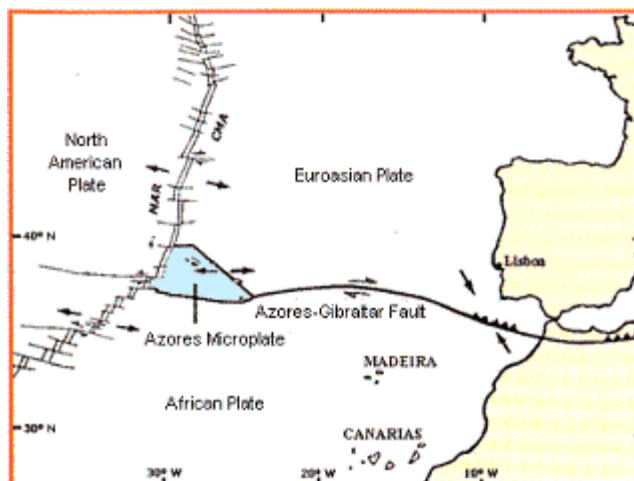 North
American
Plate
CMA
MAR
Euroasian Plate
40° N
Lisbon
Azores-Gibraltar Fault
Azores Microplate
MADEIRA
African Plate
30° N
CANARIAS
30° W
20° W
10° W